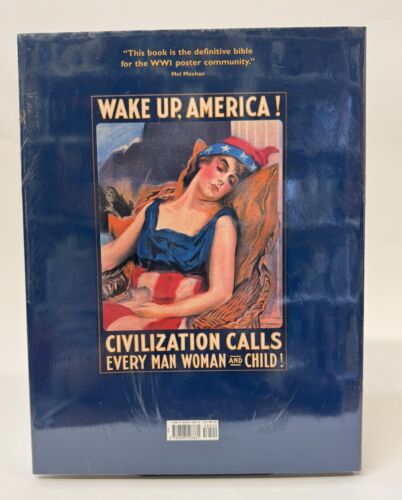 "This book is the definitive bible
for the WWI poster community."
Mel Meehan
WAKE UP, AMERICA!
CIVILIZATION CALLS
EVERY MAN WOMAN AND CHILD!